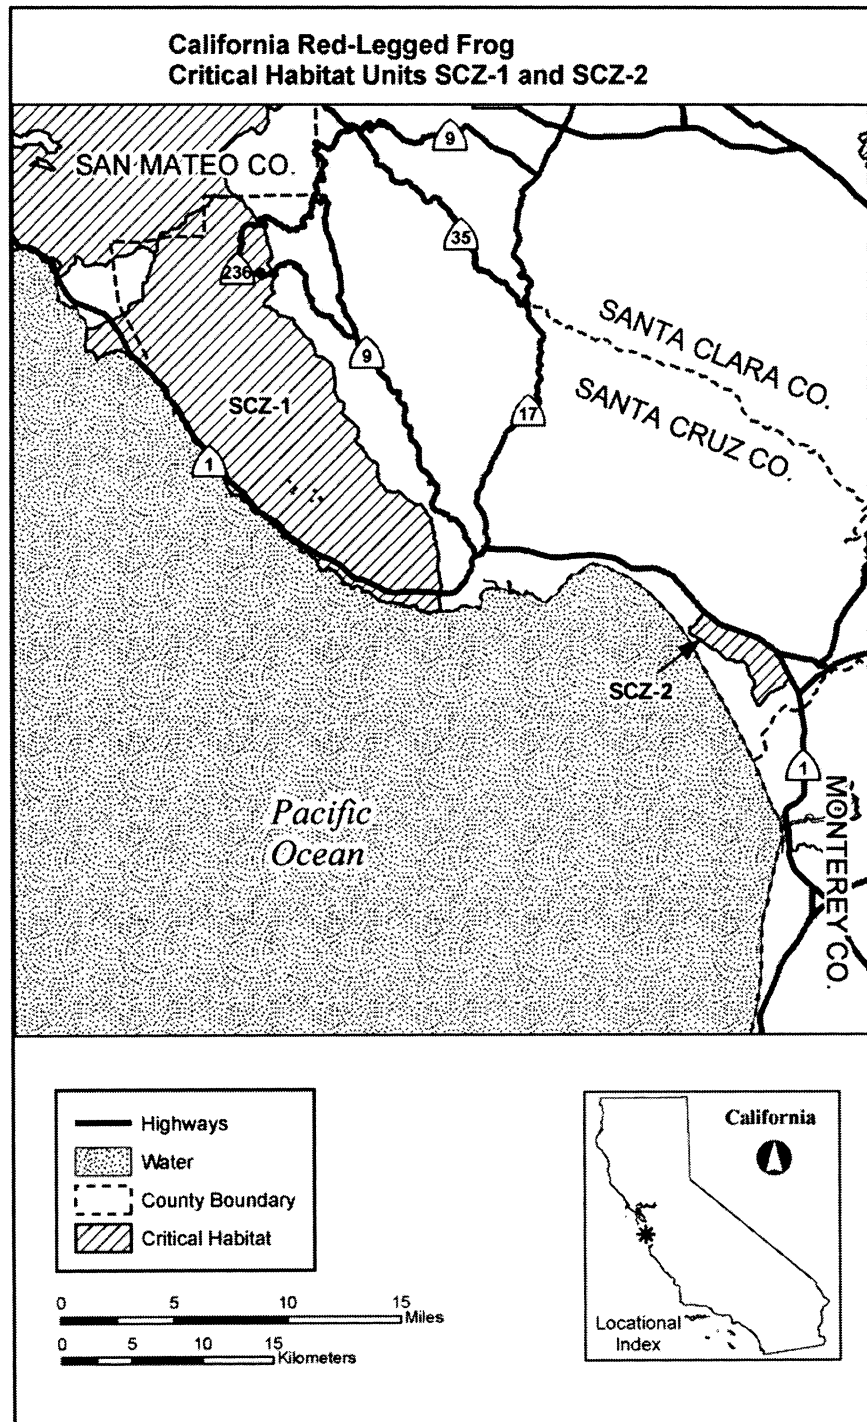 California Red-Legged Frog
Critical Habitat Units SCZ-1 and SCZ-2
9
SAN MATEO CO.
35
236
SANTA CLARA CO.
9
SANTA CRUZ CO.
SCZ-1
17
1
SCZ-2
1
MONTEREY CO.
Pacific
Ocean
Highways
Water
County Boundary
Critical Habitat
0 5 10 15 Miles
0 5 10 15 Kilometers
California
Locational
Index